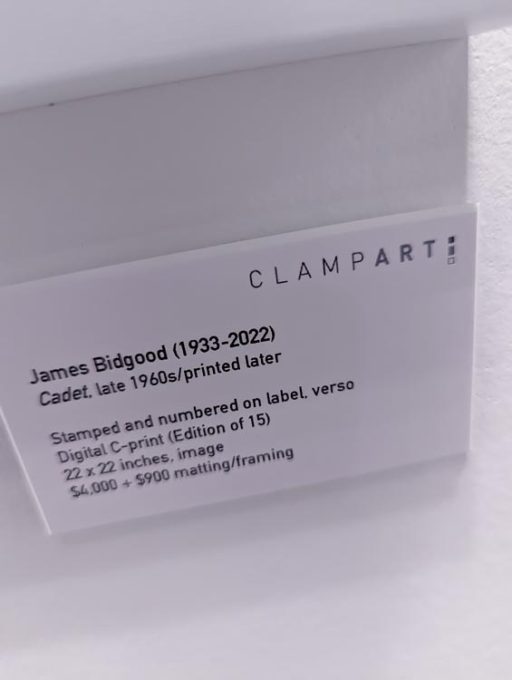 CLAMPART
James Bidgood (1933-2022)
Cadet, late 1960s/printed later
Stamped and numbered on label, verso
Digital C-print (Edition of 15)
22 x 22 inches, image
$4,000 + $900 matting/framing